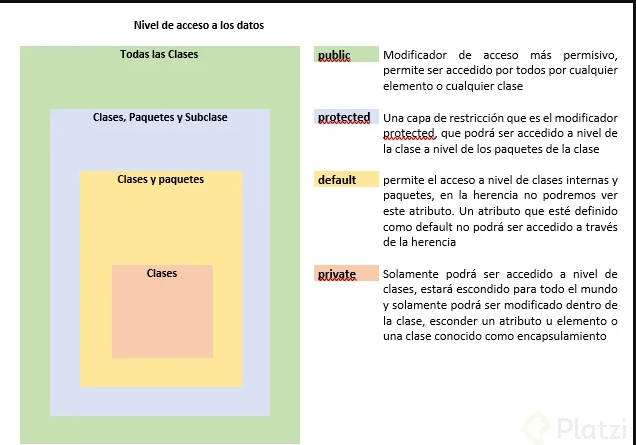 Nivel de acceso a los datos
Todas las Clases
Clases, Paquetes y Subclase
Clases y paquetes
Clases
public
Modificador de acceso más permisivo,
permite ser accedido por todos por cualquier
elemento o cualquier clase
protected
Una capa de restricción que es el modificador
protected, que podrá ser accedido a nivel de
la clase a nivel de los paquetes de la clase
default
permite el acceso a nivel de clases internas y
paquetes, en la herencia no podremos ver
este atributo. Un atributo que esté definido
como default no podrá ser accedido a través
de la herencia
private
Solamente podrá ser accedido a nivel de
clases, estará escondido para todo el mundo
y solamente podrá ser modificado dentro de
la clase, esconder un atributo u elemento o
una clase conocido como encapsulamiento
Platzi